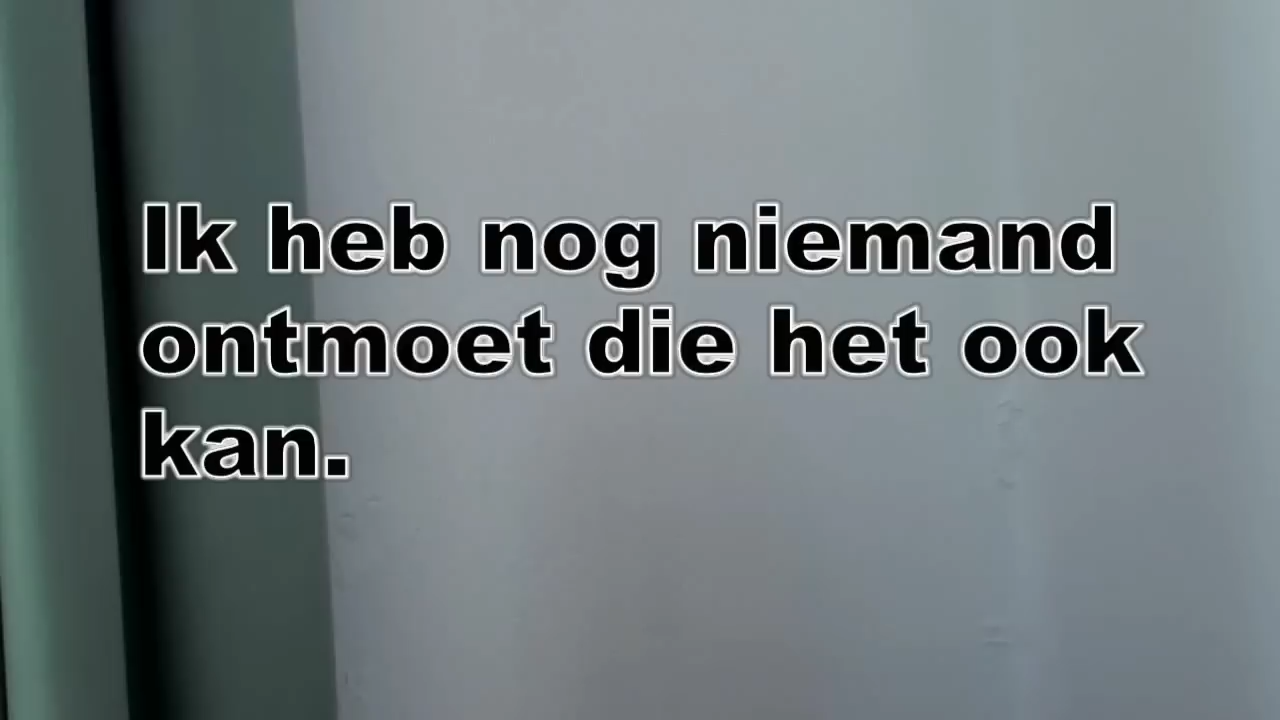 Ik heb nog niemand
ontmoet die het ook
kan.